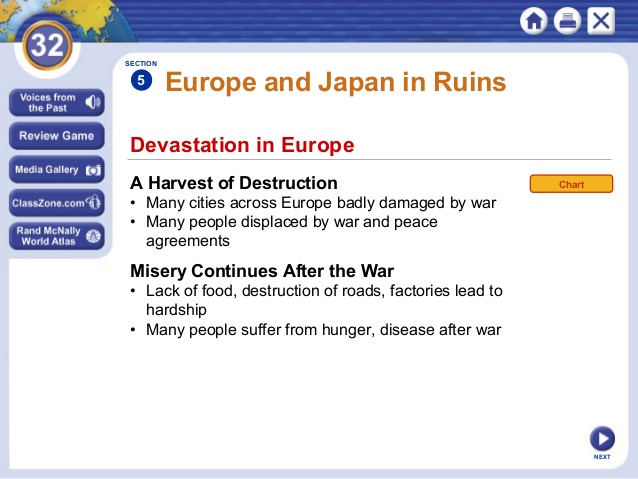 32
SECTION
5
Europe and Japan in Ruins
Voices from
the Past
Review Game
Media Gallery
ClassZone.com
Rand McNally
World Atlas
Devastation in Europe
A Harvest of Destruction
Chart
• Many cities across Europe badly damaged by war
• Many people displaced by war and peace
agreements
Misery Continues After the War
• Lack of food, destruction of roads, factories lead to
hardship
• Many people suffer from hunger, disease after war
NEXT